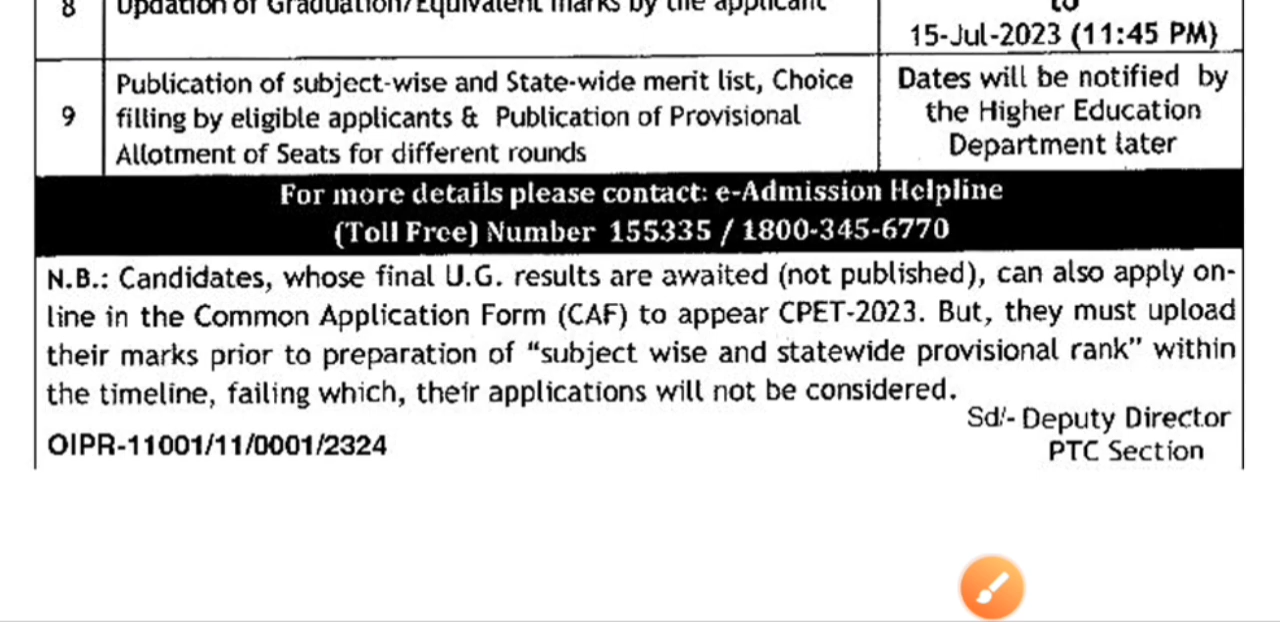 8
Updation of Graduation/Equivalent marks by the applicant
to
15-Jul-2023 (11:45 PM)
9
Publication of subject-wise and State-wide merit list, Choice
filling by eligible applicants & Publication of Provisional
Allotment of Seats for different rounds
Dates will be notified by
the Higher Education
Department later
For more details please contact: e-Admission Helpline
(Toll Free) Number 155335 / 1800-345-6770
N.B.: Candidates, whose final U.G. results are awaited (not published), can also apply on-
line in the Common Application Form (CAF) to appear CPET-2023. But, they must upload
their marks prior to preparation of “subject wise and statewide provisional rank” within
the timeline, failing which, their applications will not be considered.
Sd/- Deputy Director
OIPR-11001/11/0001/2324
PTC Section